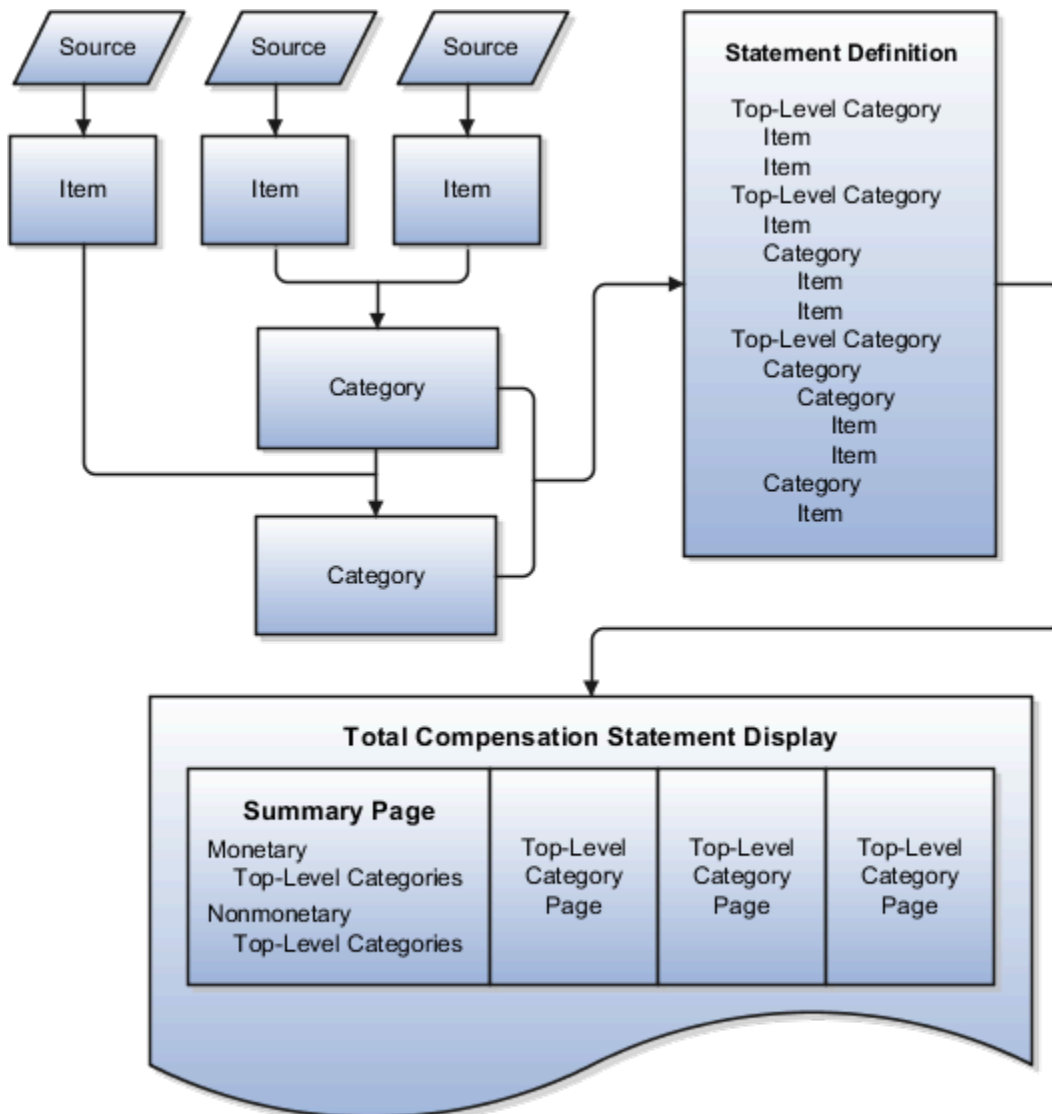 Source
Source
Source
Item
Item
Item
Category
Category
Statement Definition
Top-Level Category
Item
Item
Top-Level Category
Item
Category
Item
Item
Top-Level Category
Category
Category
Item
Item
Category
Item
Total Compensation Statement Display
Summary Page
Monetary
Top-Level Categories
Nonmonetary
Top-Level Categories
Top-Level
Category
Page
Top-Level
Category
Page
Top-Level
Category
Page